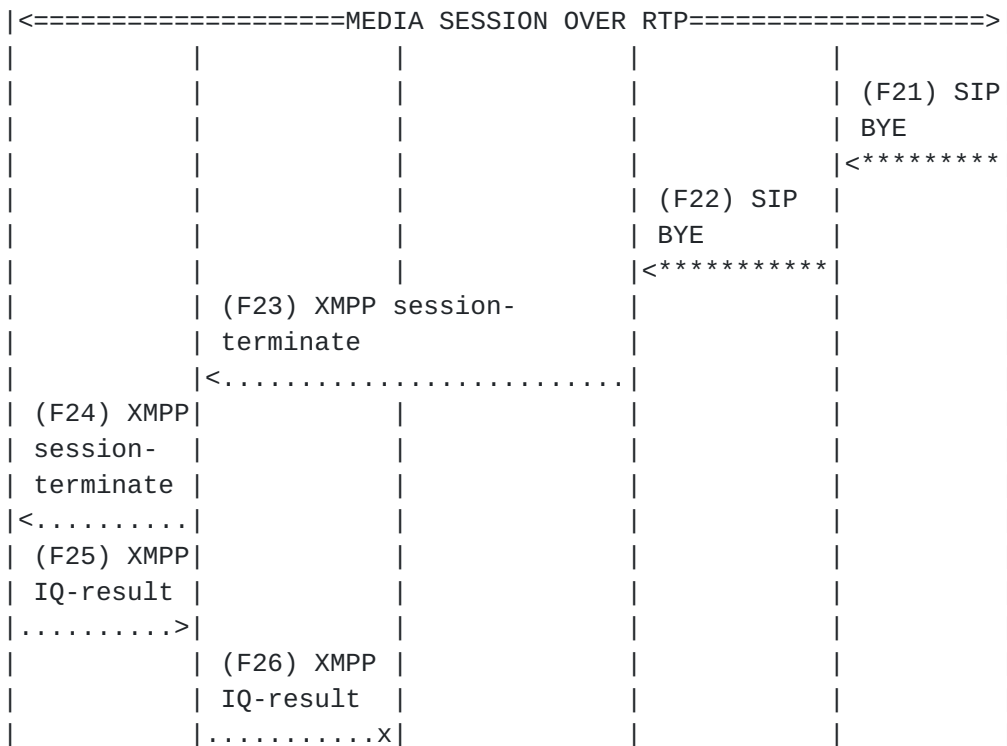 |<====================MEDIA SESSION OVER RTP===================>
|           |            |              |            |
|           |            |              |            | (F21) SIP
|           |            |              |            | BYE
|           |            |              |            |<*********
|           |            |              | (F22) SIP  |
|           |            |              | BYE        |
|           |            |              |<***********|
|           | (F23) XMPP session-       |            |
|           | terminate                 |            |
|           |<..........................|            |
| (F24) XMPP|            |              |            |
| session-  |            |              |            |
| terminate |            |              |            |
|<..........|            |              |            |
| (F25) XMPP|            |              |            |
| IQ-result |            |              |            |
|..........>|            |              |            |
|           | (F26) XMPP |              |            |
|           | IQ-result  |              |            |
|           |...........x|              |            |